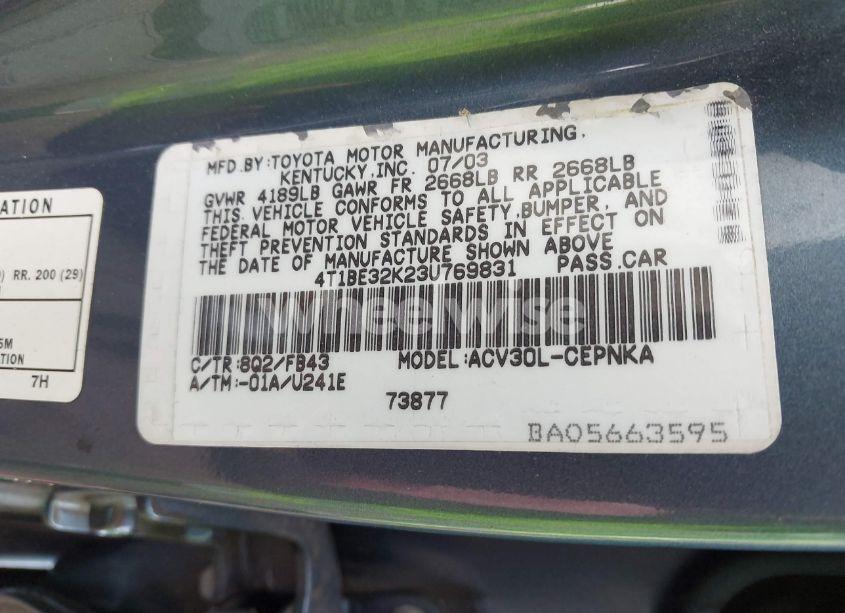 MFD.BY:TOYOTA MOTOR MANUFACTURING,
KENTUCKY,INC. 07/03
GVWR 4189LB GAWR FR 2668LB RR 2668LB
THIS VEHICLE CONFORMS TO ALL APPLICABLE
FEDERAL MOTOR VEHICLE SAFETY,BUMPER, AND
THEFT PREVENTION STANDARDS IN EFFECT ON
THE DATE OF MANUFACTURE SHOWN ABOVE
4T1BE32K23U769831 PASS.CAR
wheelwise
C/TR:8Q2/FB43 MODEL:ACV30L-CEPNKA
A/TM:-01A/U241E
73877
BA05663595
ATION
RR. 200 (29)
5M
7H